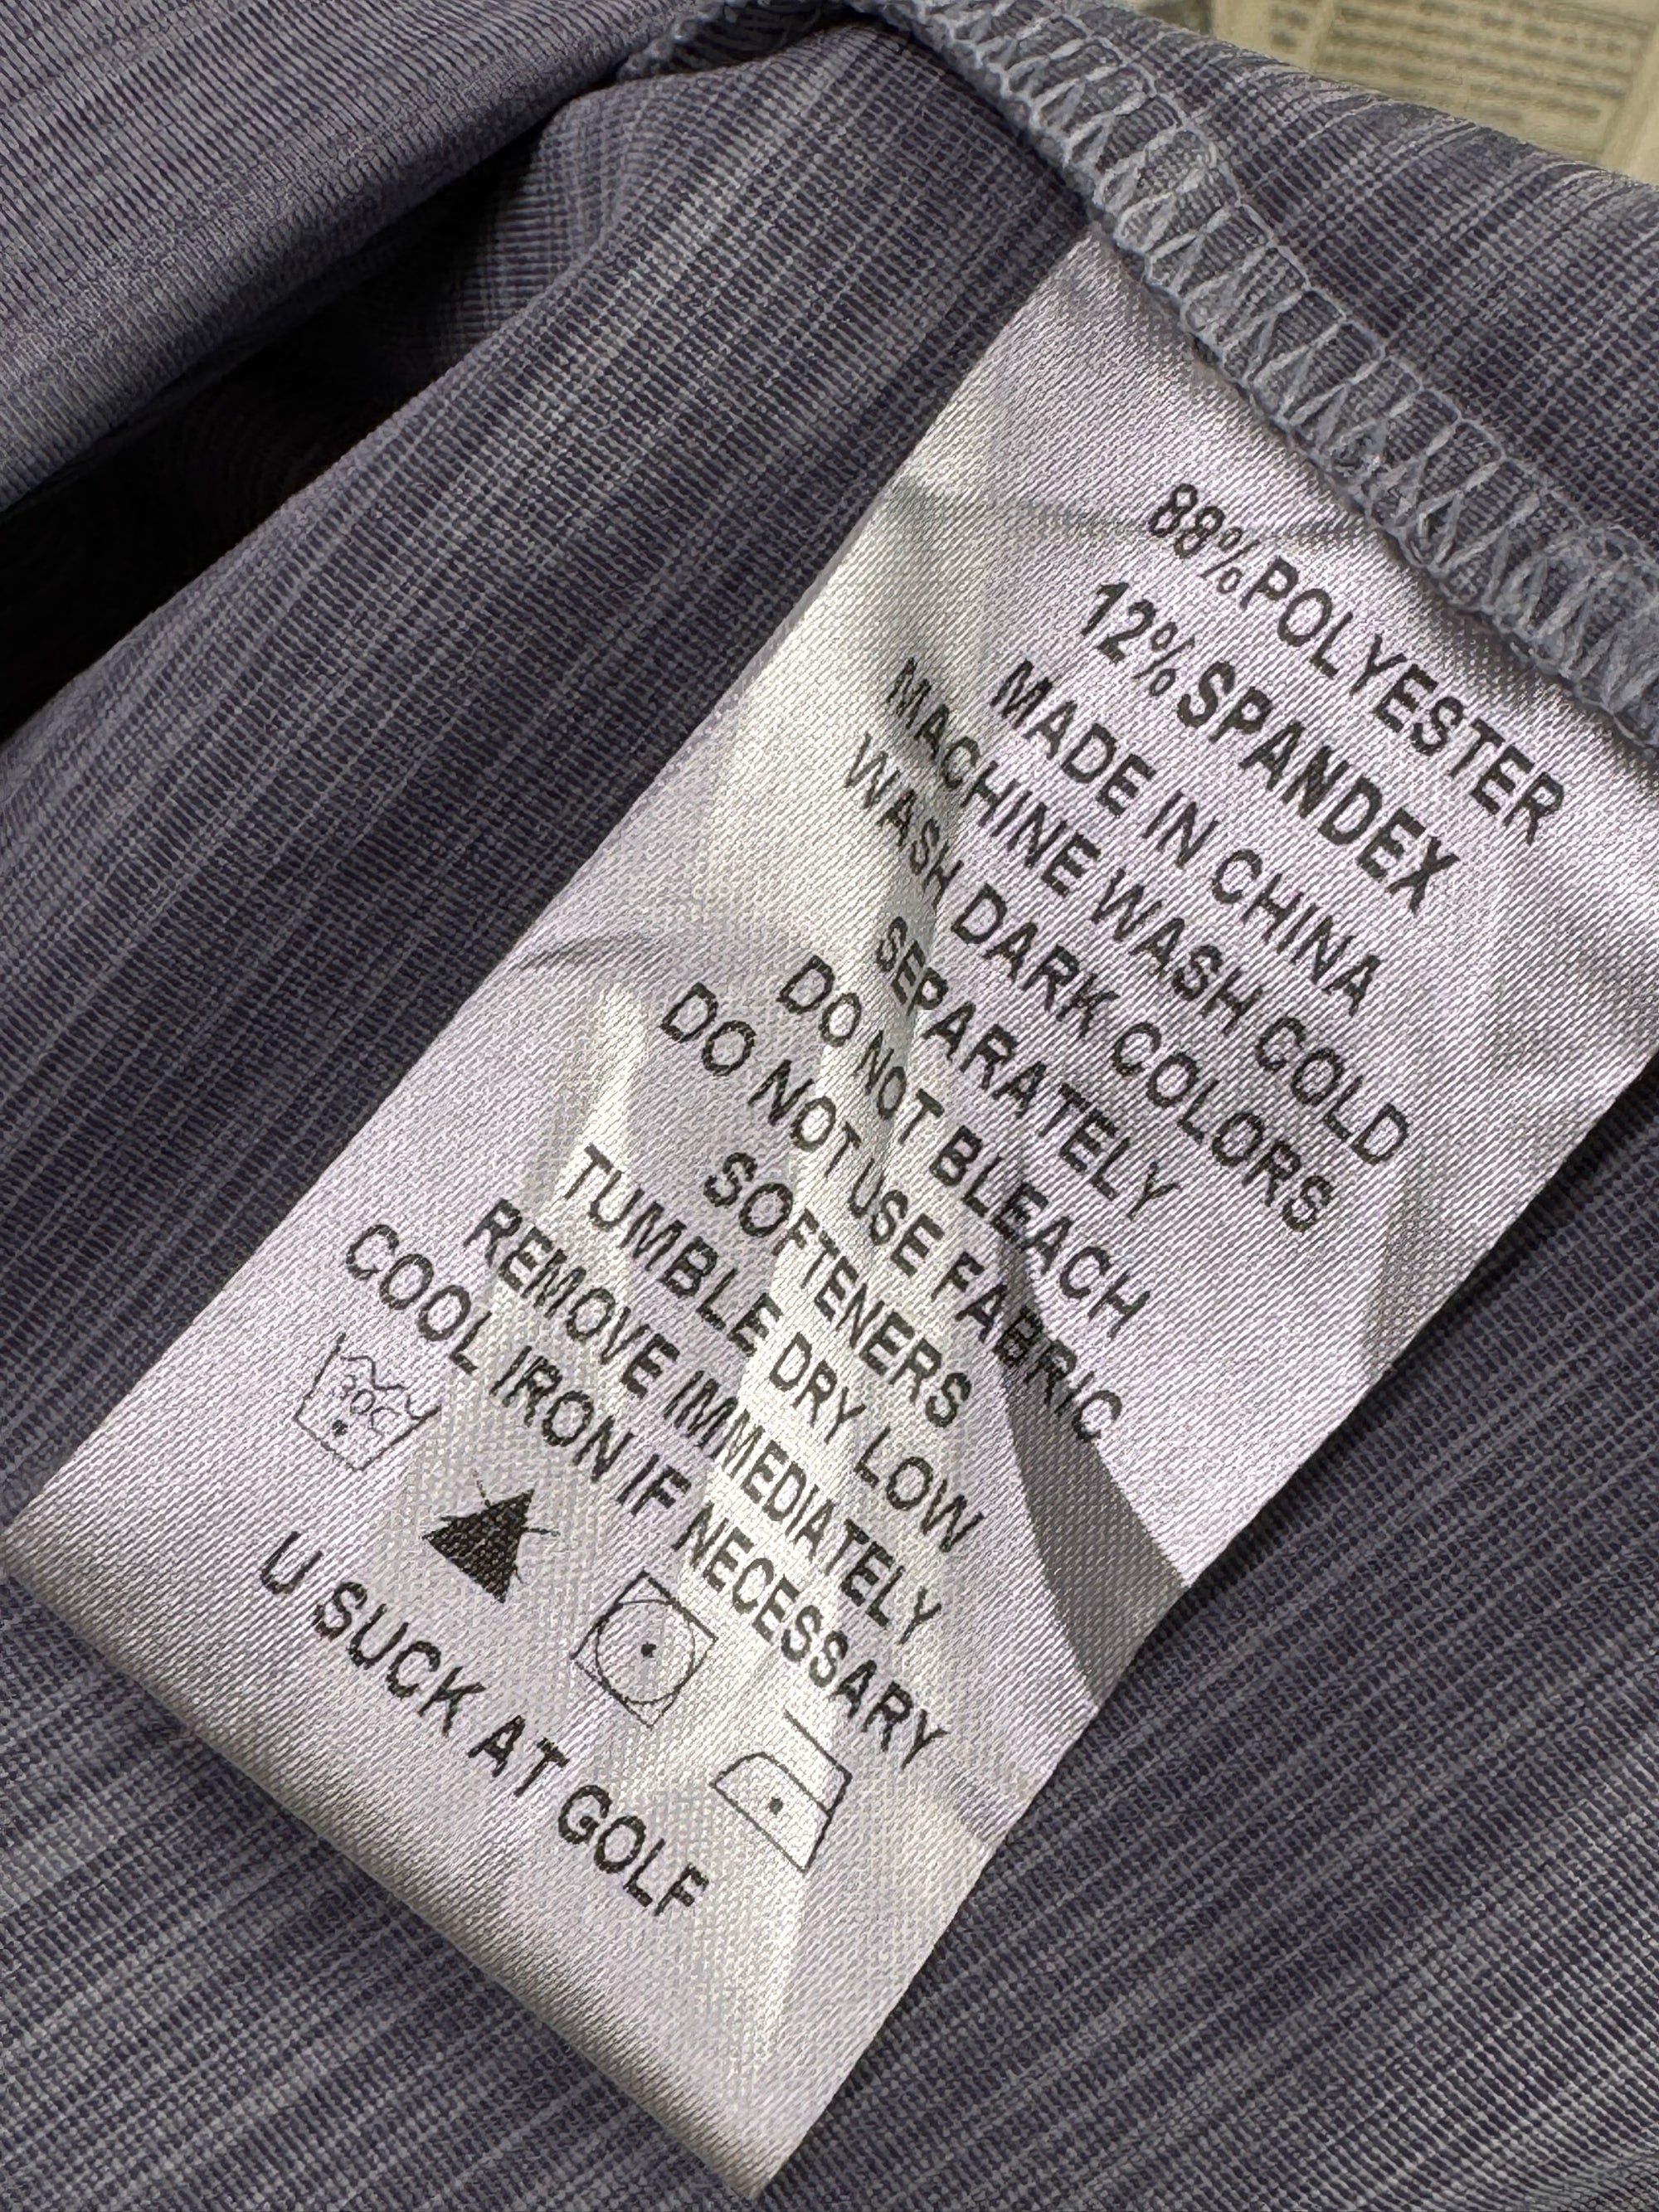 88%POLYESTER
12%SPANDEX
MADE IN CHINA
MACHINE WASH COLD
WASH DARK COLORS
SEPARATELY
DO NOT BLEACH
DO NOT USE FABRIC
SOFTENERS
TUMBLE DRY LOW
REMOVE IMMEDIATELY
COOL IRON IF NECESSARY
30C
U SUCK AT GOLF